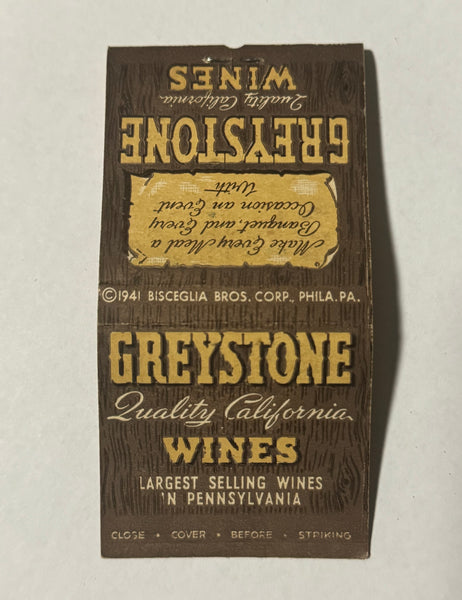 Make Every Meal a
Banquet, and Every
Occasion an Event
With
GREYSTONE
Quality California
WINES
©1941 BISCEGLIA BROS. CORP., PHILA. PA.
GREYSTONE
Quality California
WINES
LARGEST SELLING WINES
IN PENNSYLVANIA
CLOSE • COVER • BEFORE • STRIKING